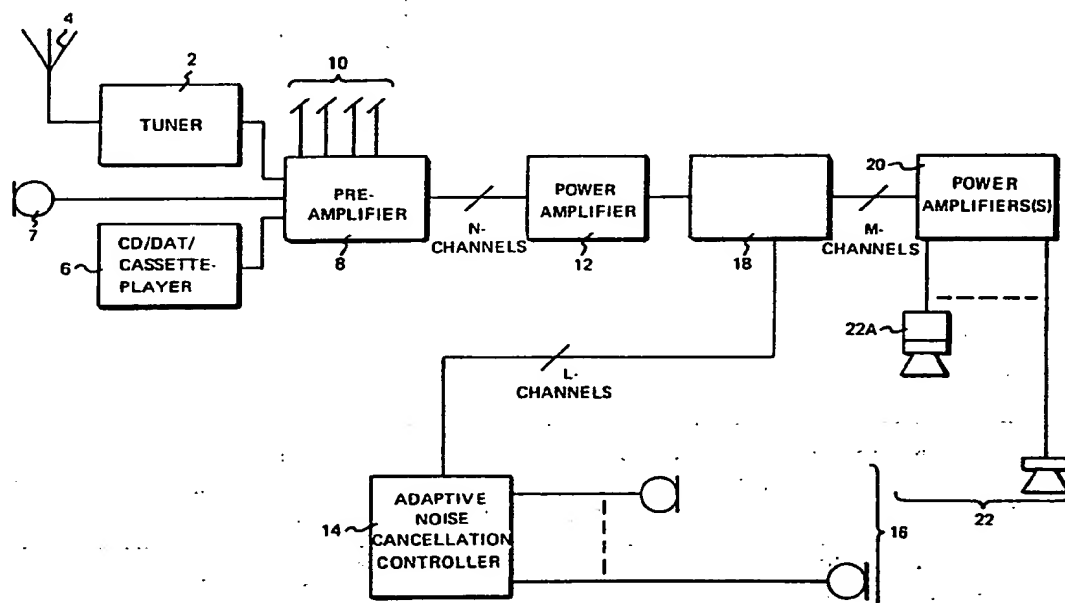 4
2
TUNER
10
7
6
CD/DAT/
CASSETTE-
PLAYER
PRE-
AMPLIFIER
8
N-
CHANNELS
POWER
AMPLIFIER
12
18
M-
CHANNELS
20
POWER
AMPLIFIERS(S)
22A
L-
CHANNELS
14
ADAPTIVE
NOISE
CANCELLATION
CONTROLLER
16
22